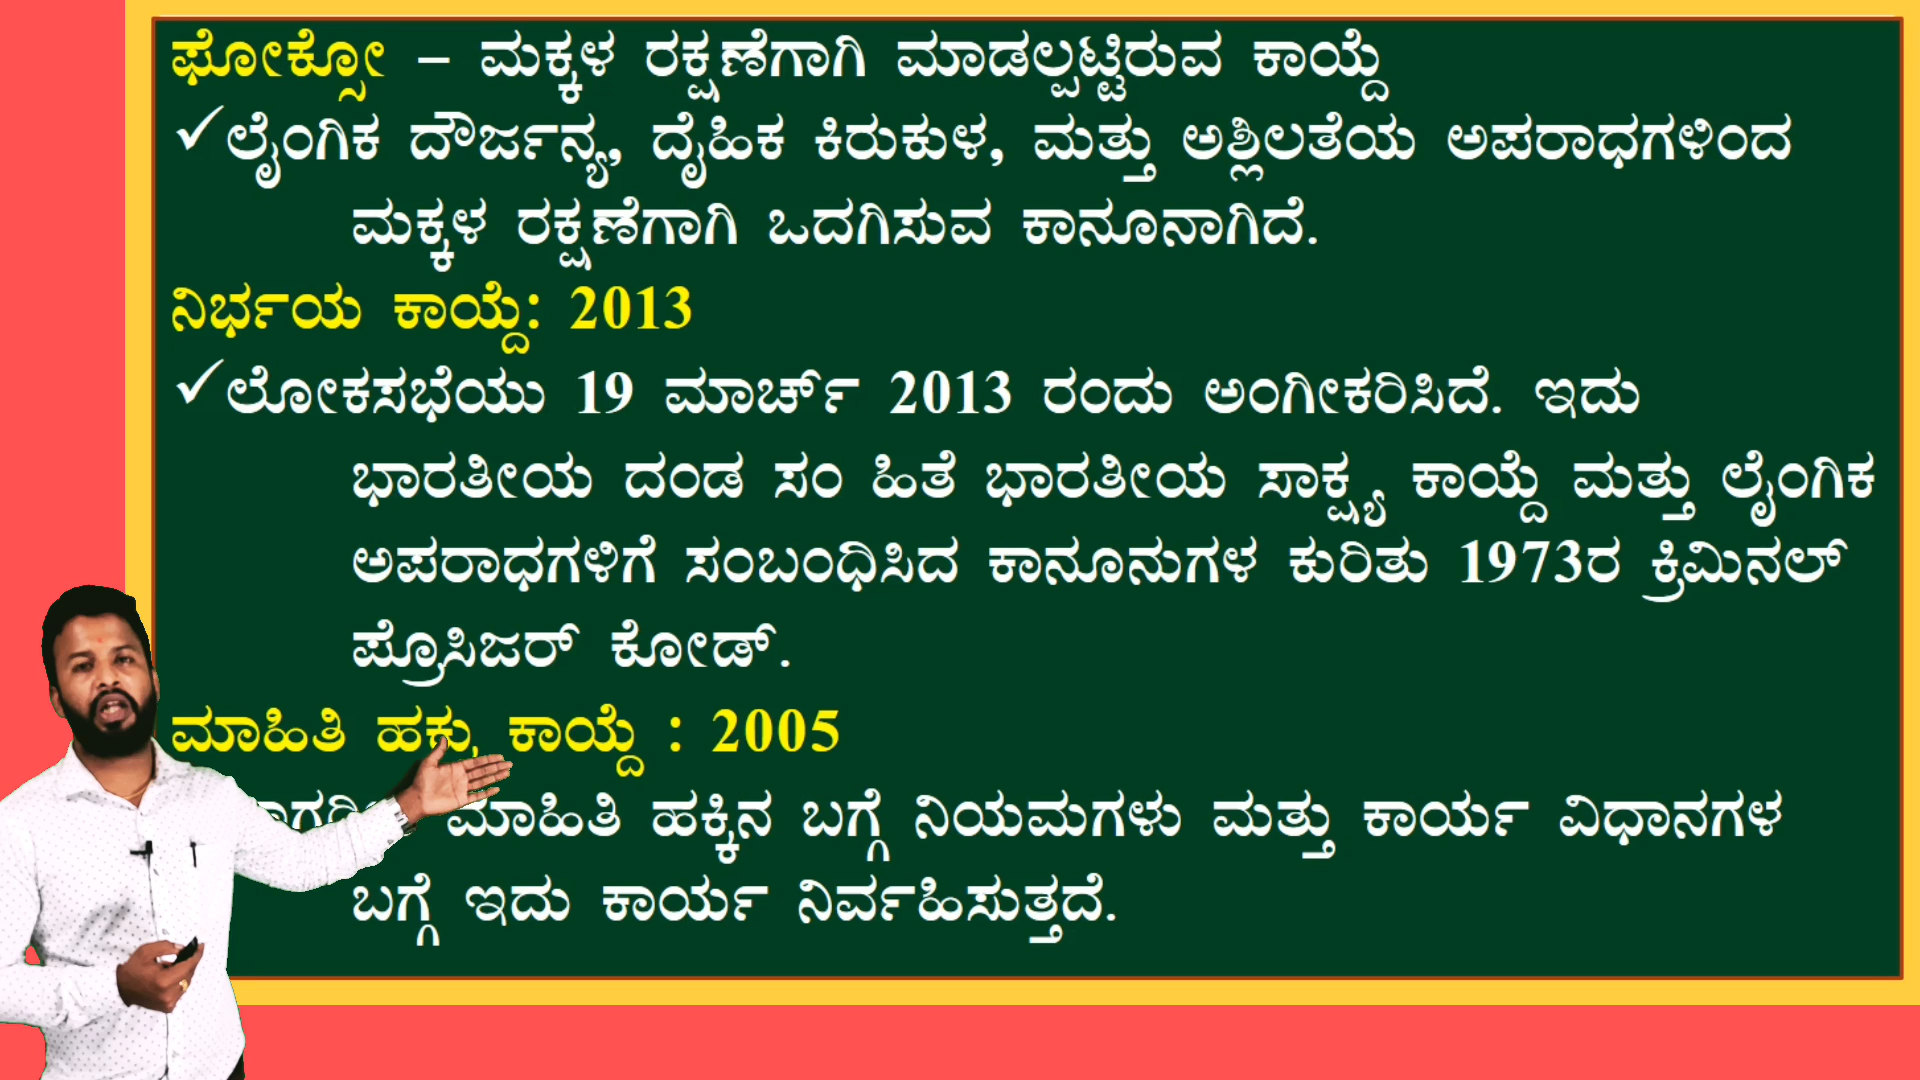 ಫೋಕ್ಸೋ – ಮಕ್ಕಳ ರಕ್ಷಣೆಗಾಗಿ ಮಾಡಲ್ಪಟ್ಟಿರುವ ಕಾಯ್ದೆ
✓ಲೈಂಗಿಕ ದೌರ್ಜನ್ಯ, ದೈಹಿಕ ಕಿರುಕುಳ, ಮತ್ತು ಅಶ್ಲಿಲತೆಯ ಅಪರಾಧಗಳಿಂದ
ಮಕ್ಕಳ ರಕ್ಷಣೆಗಾಗಿ ಒದಗಿಸುವ ಕಾನೂನಾಗಿದೆ.
ನಿರ್ಭಯ ಕಾಯ್ದೆ: 2013
✓ಲೋಕಸಭೆಯು 19 ಮಾರ್ಚ್ 2013 ರಂದು ಅಂಗೀಕರಿಸಿದೆ. ಇದು
ಭಾರತೀಯ ದಂಡ ಸಂ ಹಿತೆ ಭಾರತೀಯ ಸಾಕ್ಷ್ಯ ಕಾಯ್ದೆ ಮತ್ತು ಲೈಂಗಿಕ
ಅಪರಾಧಗಳಿಗೆ ಸಂಬಂಧಿಸಿದ ಕಾನೂನುಗಳ ಕುರಿತು 1973ರ ಕ್ರಿಮಿನಲ್
ಪ್ರೊಸಿಜರ್ ಕೋಡ್.
ಮಾಹಿತಿ ಹಕ್ಕು ಕಾಯ್ದೆ : 2005
ಮಾಹಿತಿ ಹಕ್ಕಿನ ಬಗ್ಗೆ ನಿಯಮಗಳು ಮತ್ತು ಕಾರ್ಯ ವಿಧಾನಗಳ
ಬಗ್ಗೆ ಇದು ಕಾರ್ಯ ನಿರ್ವಹಿಸುತ್ತದೆ.